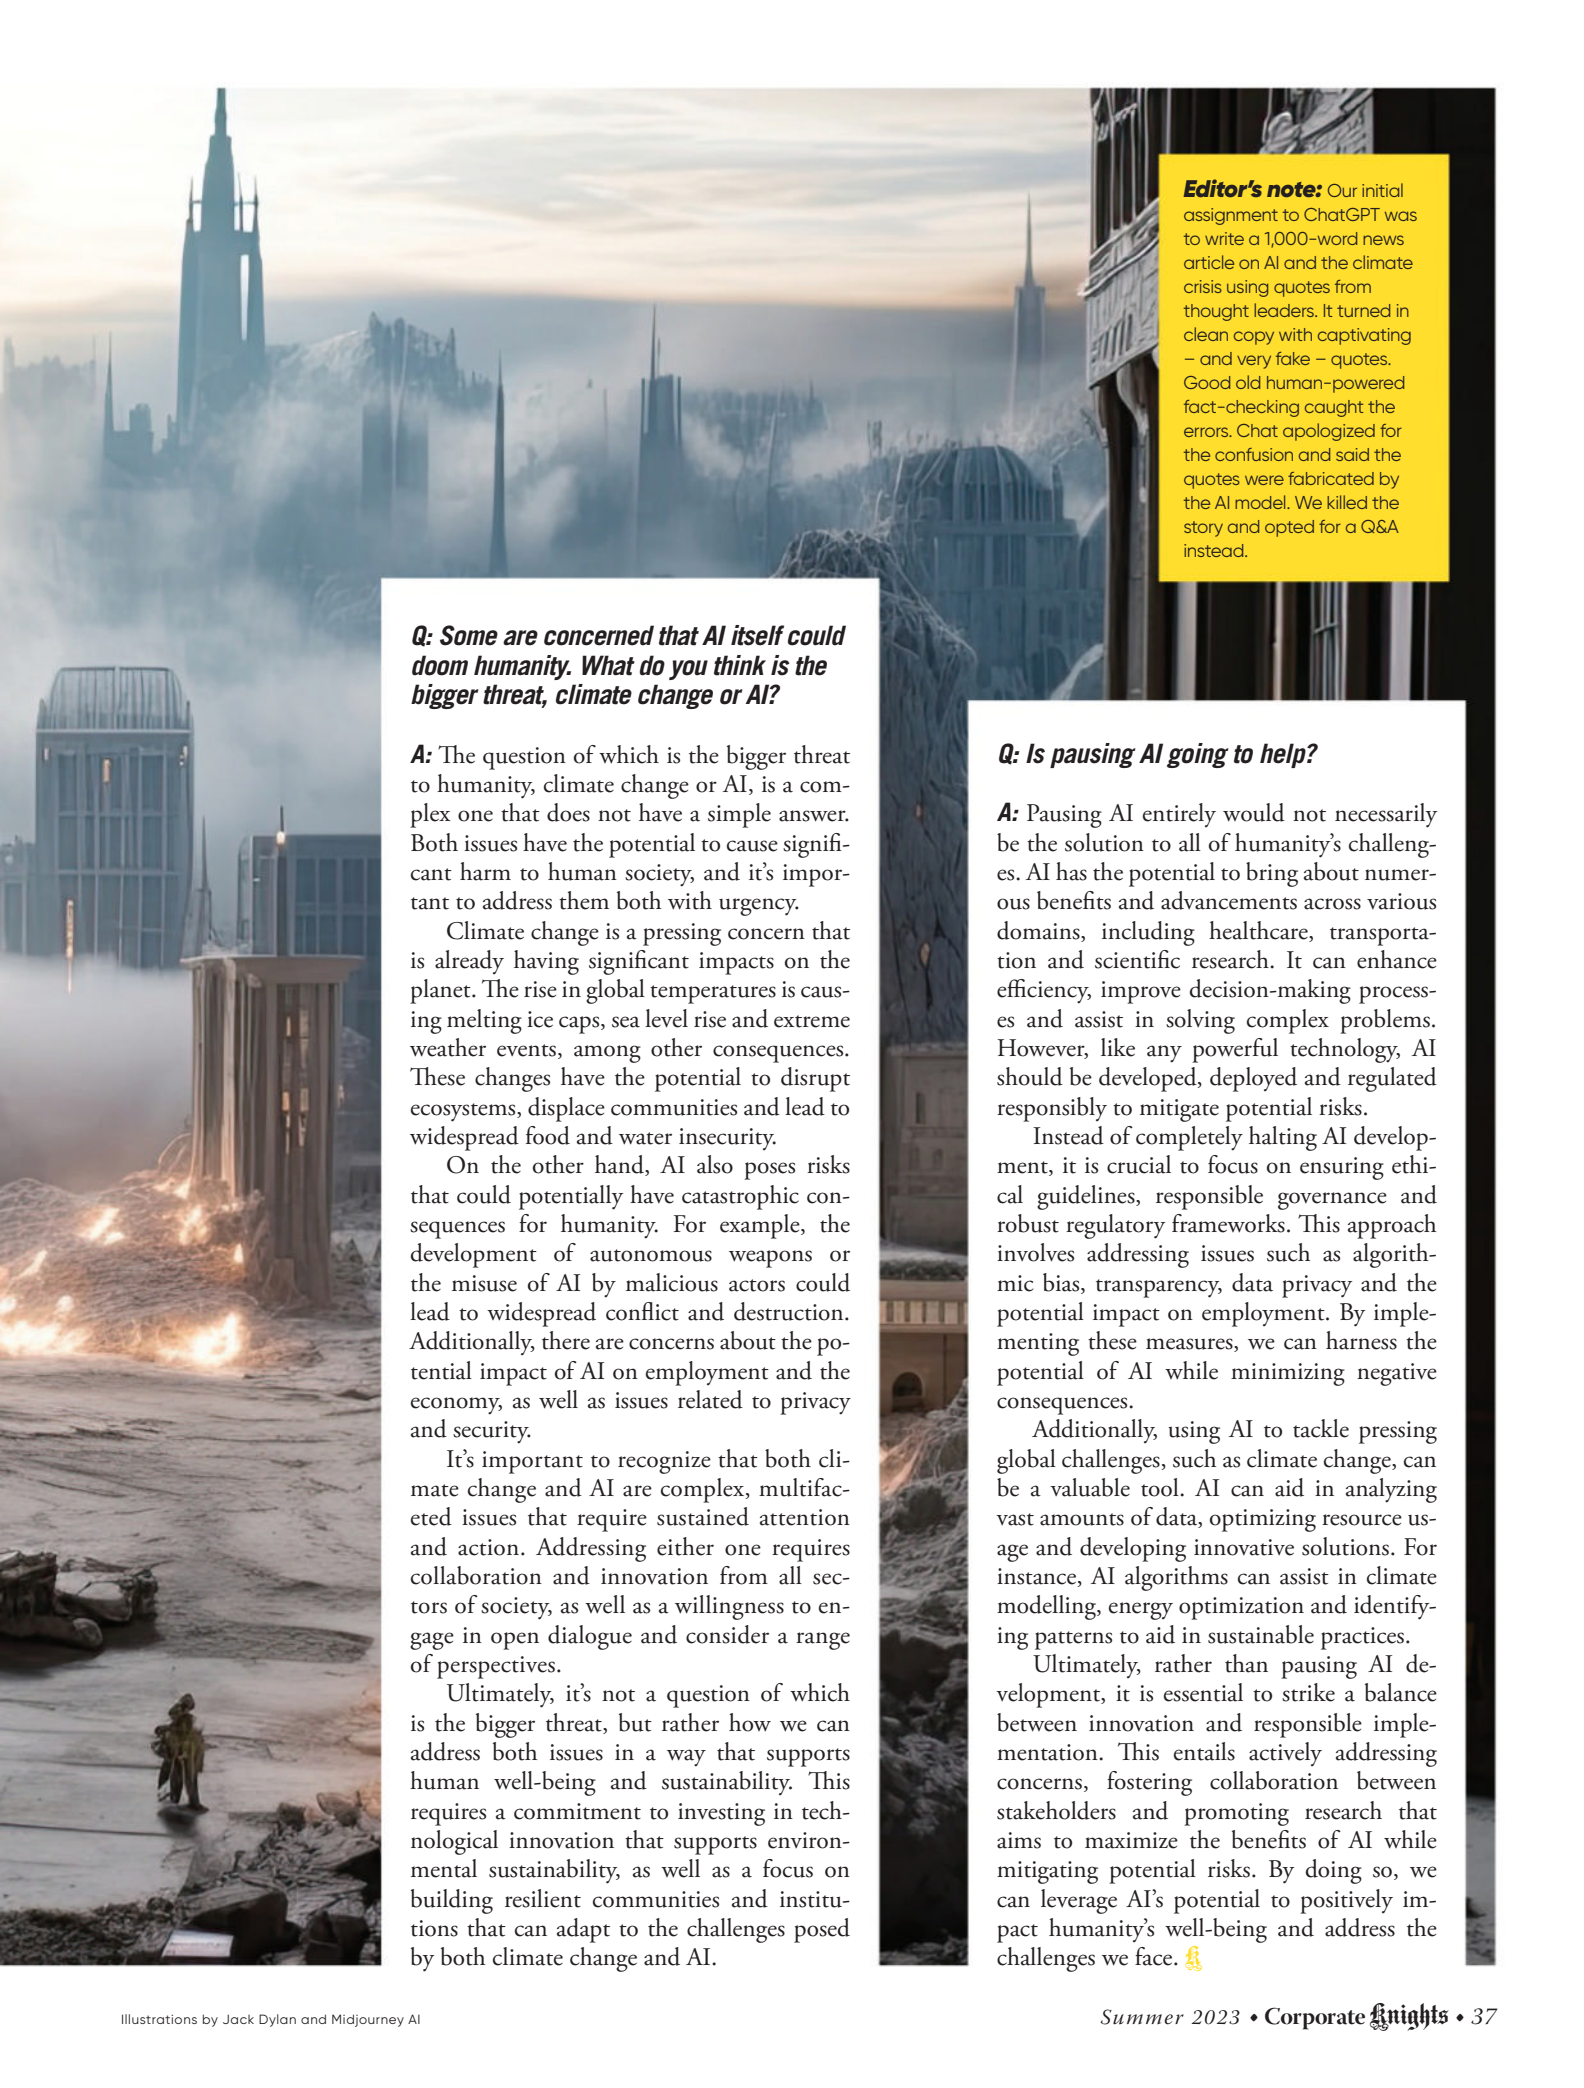 Editor's note: Our initial
assignment to ChatGPT was
to write a 1,000-word news
article on AI and the climate
crisis using quotes from
thought leaders. It turned in
clean copy with captivating
– and very fake – quotes.
Good old human-powered
fact-checking caught the
errors. Chat apologized for
the confusion and said the
quotes were fabricated by
the AI model. We killed the
story and opted for a Q&A
instead.
Q: Some are concerned that AI itself could
doom humanity. What do you think is the
bigger threat, climate change or AI?
A: The question of which is the bigger threat
to humanity, climate change or AI, is a com-
plex one that does not have a simple answer.
Both issues have the potential to cause signifi-
cant harm to human society, and it's impor-
tant to address them both with urgency.
Climate change is a pressing concern that
is already having significant impacts on the
planet. The rise in global temperatures is caus-
ing melting ice caps, sea level rise and extreme
weather events, among other consequences.
These changes have the potential to disrupt
ecosystems, displace communities and lead to
widespread food and water insecurity.
On the other hand, AI also poses risks
that could potentially have catastrophic con-
sequences for humanity. For example, the
development of autonomous weapons or
the misuse of AI by malicious actors could
lead to widespread conflict and destruction.
Additionally, there are concerns about the po-
tential impact of AI on employment and the
economy, as well as issues related to privacy
and security.
It's important to recognize that both cli-
mate change and AI are complex, multifac-
eted issues that require sustained attention
and action. Addressing either one requires
collaboration and innovation from all sec-
tors of society, as well as a willingness to en-
gage in open dialogue and consider a range
of perspectives.
Ultimately, it's not a question of which
is the bigger threat, but rather how we can
address both issues in a way that supports
human well-being and sustainability. This
requires a commitment to investing in tech-
nological innovation that supports environ-
mental sustainability, as well as a focus on
building resilient communities and institu-
tions that can adapt to the challenges posed
by both climate change and AI.
Q: Is pausing AI going to help?
A: Pausing AI entirely would not necessarily
be the solution to all of humanity's challeng-
es. AI has the potential to bring about numer-
ous benefits and advancements across various
domains, including healthcare, transporta-
tion and scientific research. It can enhance
efficiency, improve decision-making process-
es and assist in solving complex problems.
However, like any powerful technology, AI
should be developed, deployed and regulated
responsibly to mitigate potential risks.
Instead of completely halting AI develop-
ment, it is crucial to focus on ensuring ethi-
cal guidelines, responsible governance and
robust regulatory frameworks. This approach
involves addressing issues such as algorith-
mic bias, transparency, data privacy and the
potential impact on employment. By imple-
menting these measures, we can harness the
potential of AI while minimizing negative
consequences.
Additionally, using AI to tackle pressing
global challenges, such as climate change, can
be a valuable tool. AI can aid in analyzing
vast amounts of data, optimizing resource us-
age and developing innovative solutions. For
instance, AI algorithms can assist in climate
modelling, energy optimization and identify-
ing patterns to aid in sustainable practices.
Ultimately, rather than pausing AI de-
velopment, it is essential to strike a balance
between innovation and responsible imple-
mentation. This entails actively addressing
concerns, fostering collaboration between
stakeholders and promoting research that
aims to maximize the benefits of AI while
mitigating potential risks. By doing so, we
can leverage AI's potential to positively im-
pact humanity's well-being and address the
challenges we face. K
Illustrations by Jack Dylan and Midjourney AI
Summer 2023 • Corporate Knights • 37